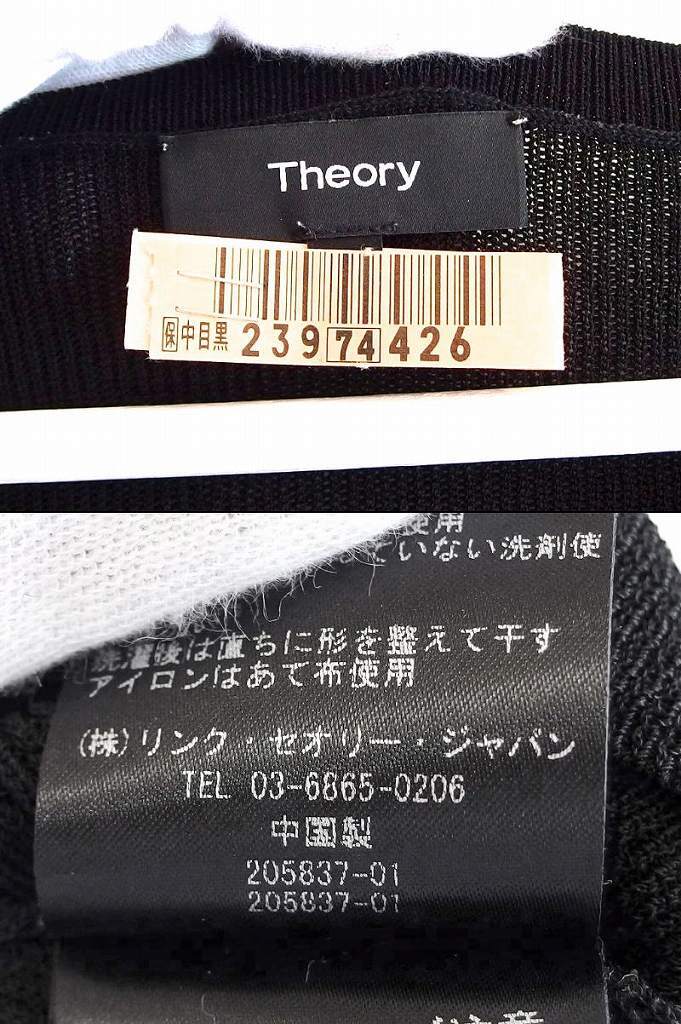 Theory
保 中目黒 239 74 426
使用
いない洗剤使
洗濯後は直ちに形を整えて干す
アイロンはあて布使用
(株)リンク・セオリー・ジャパン
TEL 03-6865-0206
中国製
205837-01
205837-01